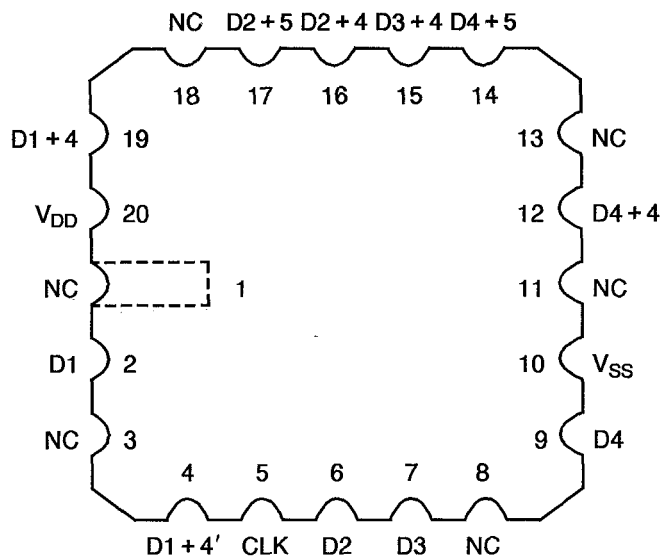 NC D2+5 D2+4 D3+4 D4+5
18 17 16 15 14
D1+4 19 13 NC
V_DD 20 12 D4+4
NC 1 11 NC
D1 2 10 V_SS
NC 3 9 D4
4 5 6 7 8
D1+4′ CLK D2 D3 NC